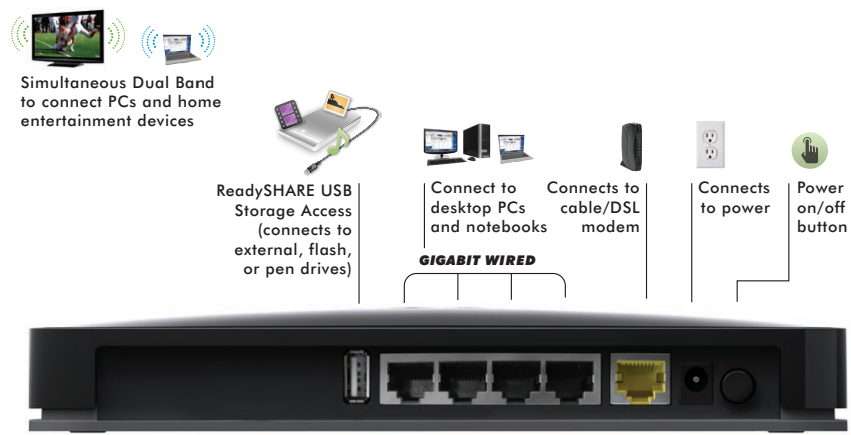 Simultaneous Dual Band
to connect PCs and home
entertainment devices
ReadySHARE USB
Storage Access
(connects to
external, flash,
or pen drives)
Connect to
desktop PCs
and notebooks
GIGABIT WIRED
Connects to
cable/DSL
modem
Connects
to power
Power
on/off
button